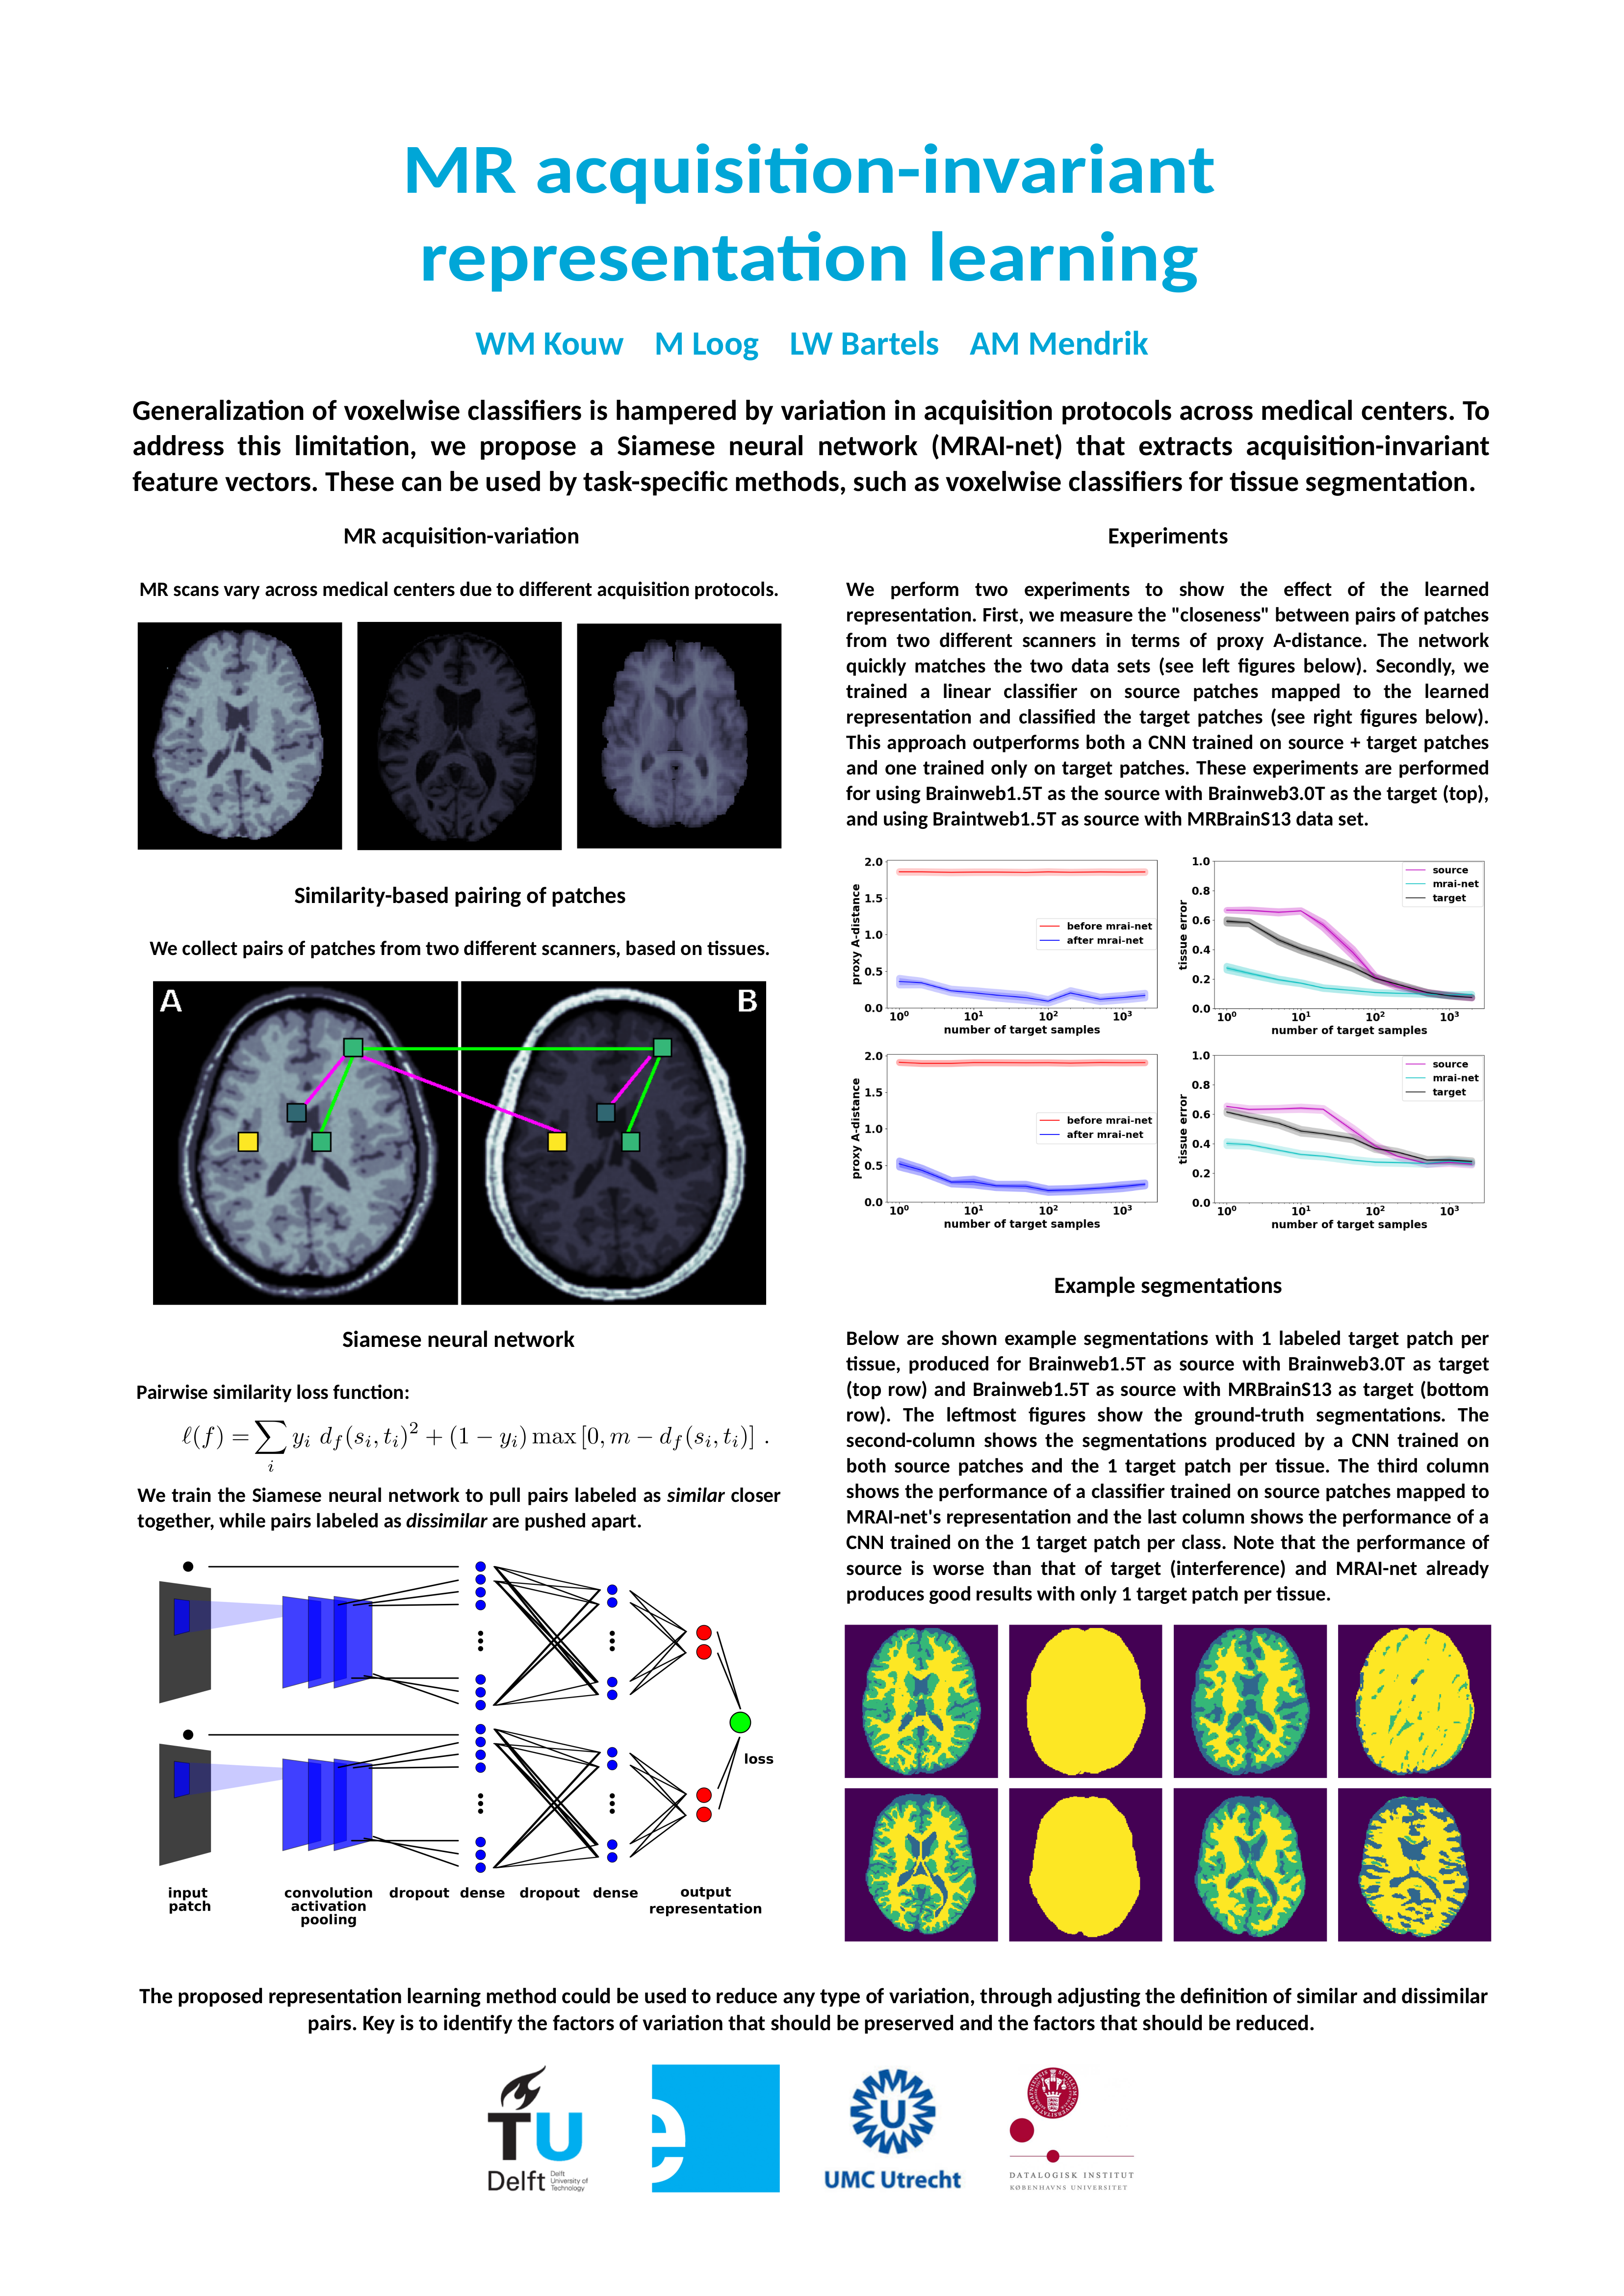 MR acquisition-invariant
representation learning
WM Kouw M Loog LW Bartels AM Mendrik
Generalization of voxelwise classifiers is hampered by variation in acquisition protocols across medical centers. To
address this limitation, we propose a Siamese neural network (MRAI-net) that extracts acquisition-invariant
feature vectors. These can be used by task-specific methods, such as voxelwise classifiers for tissue segmentation.
MR acquisition-variation
MR scans vary across medical centers due to different acquisition protocols.
Similarity-based pairing of patches
We collect pairs of patches from two different scanners, based on tissues.
A B
Siamese neural network
Pairwise similarity loss function:
ℓ(f) = ∑_i y_i d_f(s_i, t_i)^2 + (1 − y_i) max [0, m − d_f(s_i, t_i)] .
We train the Siamese neural network to pull pairs labeled as similar closer
together, while pairs labeled as dissimilar are pushed apart.
loss
input convolution dropout dense dropout dense output
patch activation representation
pooling
Experiments
We perform two experiments to show the effect of the learned
representation. First, we measure the "closeness" between pairs of patches
from two different scanners in terms of proxy A-distance. The network
quickly matches the two data sets (see left figures below). Secondly, we
trained a linear classifier on source patches mapped to the learned
representation and classified the target patches (see right figures below).
This approach outperforms both a CNN trained on source + target patches
and one trained only on target patches. These experiments are performed
for using Brainweb1.5T as the source with Brainweb3.0T as the target (top),
and using Braintweb1.5T as source with MRBrainS13 data set.
proxy A-distance
2.0
1.5
1.0
0.5
0.0
before mrai-net
after mrai-net
10^0 10^1 10^2 10^3
number of target samples
tissue error
1.0
0.8
0.6
0.4
0.2
0.0
source
mrai-net
target
10^0 10^1 10^2 10^3
number of target samples
proxy A-distance
2.0
1.5
1.0
0.5
0.0
before mrai-net
after mrai-net
10^0 10^1 10^2 10^3
number of target samples
tissue error
1.0
0.8
0.6
0.4
0.2
0.0
source
mrai-net
target
10^0 10^1 10^2 10^3
number of target samples
Example segmentations
Below are shown example segmentations with 1 labeled target patch per
tissue, produced for Brainweb1.5T as source with Brainweb3.0T as target
(top row) and Brainweb1.5T as source with MRBrainS13 as target (bottom
row). The leftmost figures show the ground-truth segmentations. The
second-column shows the segmentations produced by a CNN trained on
both source patches and the 1 target patch per tissue. The third column
shows the performance of a classifier trained on source patches mapped to
MRAI-net's representation and the last column shows the performance of a
CNN trained on the 1 target patch per class. Note that the performance of
source is worse than that of target (interference) and MRAI-net already
produces good results with only 1 target patch per tissue.
The proposed representation learning method could be used to reduce any type of variation, through adjusting the definition of similar and dissimilar
pairs. Key is to identify the factors of variation that should be preserved and the factors that should be reduced.
TU
Delft
Delft
University of
Technology
e
U
UMC Utrecht
DATALOGISK INSTITUT
KØBENHAVNS UNIVERSITET